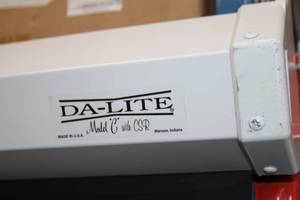 DA-LITE®
Model "C" with CSR
MADE IN U.S.A. Warsaw, Indiana